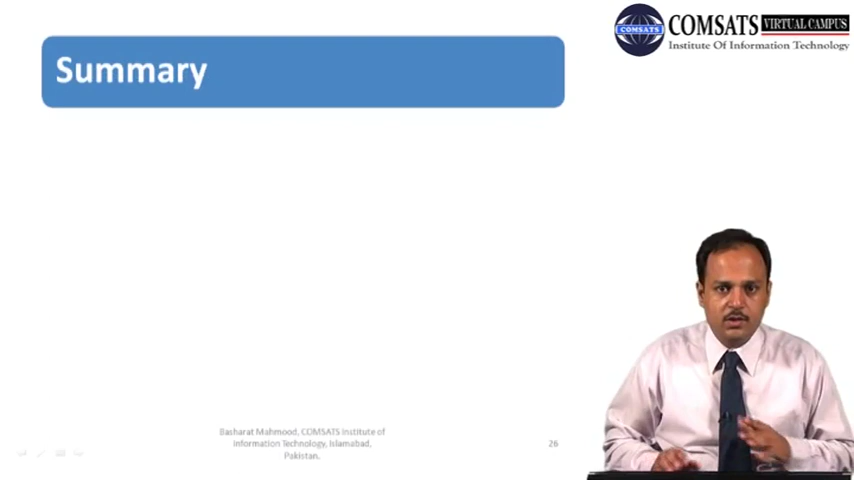 COMSATS VIRTUAL CAMPUS
COMSATS
Institute Of Information Technology
Summary
Basharat Mahmood, COMSATS Institute of
Information Technology, Islamabad,
Pakistan.
26